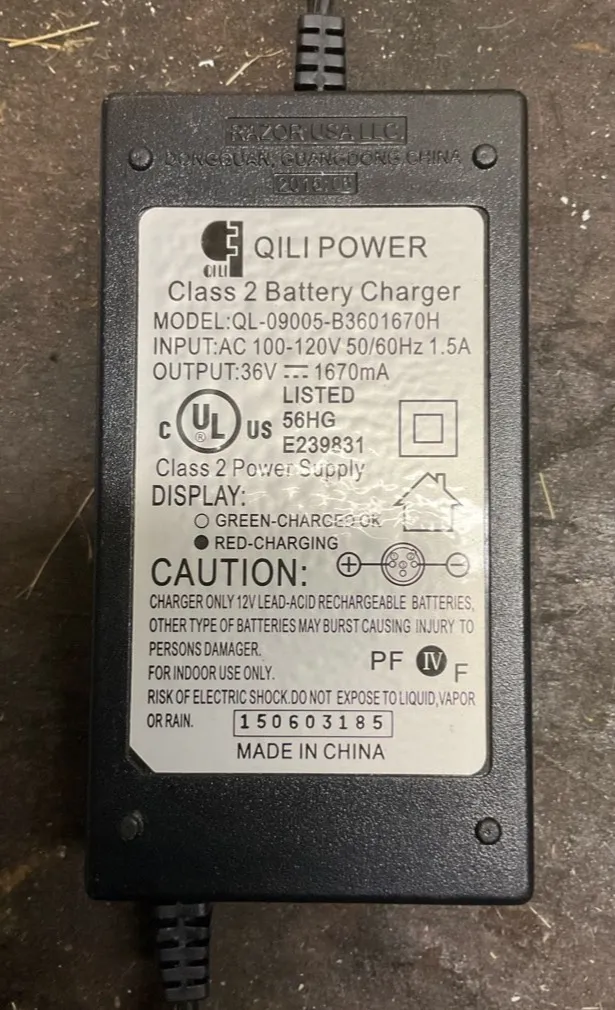 RAZOR USA LLC.
DONGGUAN, GUANGDONG CHINA
QILI
QILI POWER
Class 2 Battery Charger
MODEL:QL-09005-B3601670H
INPUT:AC 100-120V 50/60Hz 1.5A
OUTPUT:36V ⎓ 1670mA
C UL ® US
LISTED
56HG
E239831
Class 2 Power Supply
DISPLAY:
○ GREEN-CHARGED OK
● RED-CHARGING
CAUTION:
+ −
CHARGER ONLY 12V LEAD-ACID RECHARGEABLE BATTERIES,
OTHER TYPE OF BATTERIES MAY BURST CAUSING INJURY TO
PERSONS DAMAGER.
FOR INDOOR USE ONLY.
PF IV F
RISK OF ELECTRIC SHOCK.DO NOT EXPOSE TO LIQUID,VAPOR
OR RAIN.
150603185
MADE IN CHINA